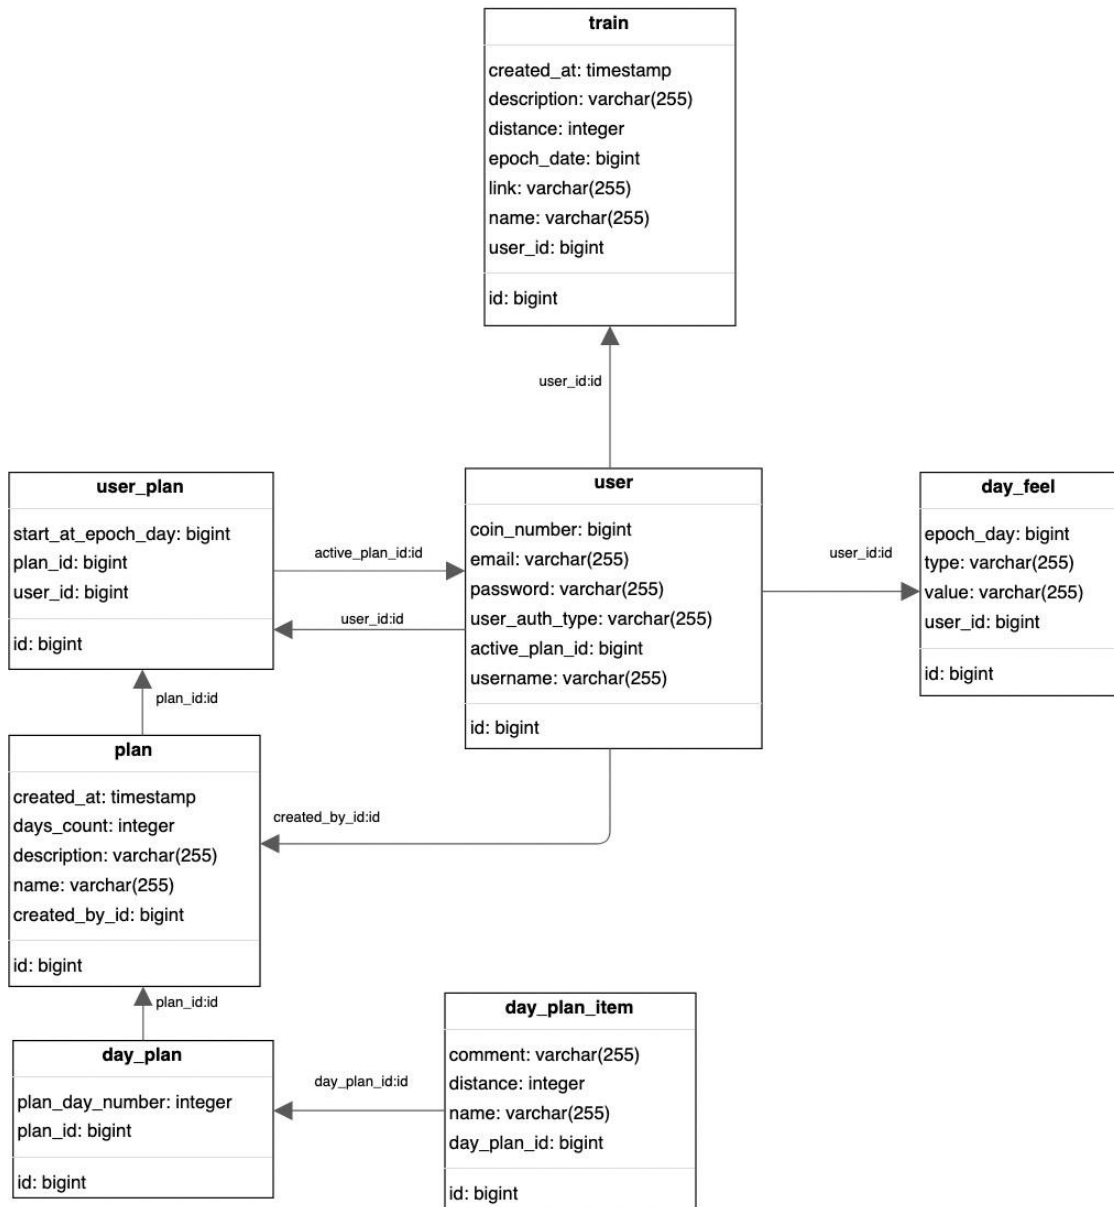 train
created_at: timestamp
description: varchar(255)
distance: integer
epoch_date: bigint
link: varchar(255)
name: varchar(255)
user_id: bigint
id: bigint
user_id:id
user_plan
start_at_epoch_day: bigint
plan_id: bigint
user_id: bigint
id: bigint
active_plan_id:id
user_id:id
user
coin_number: bigint
email: varchar(255)
password: varchar(255)
user_auth_type: varchar(255)
active_plan_id: bigint
username: varchar(255)
id: bigint
user_id:id
day_feel
epoch_day: bigint
type: varchar(255)
value: varchar(255)
user_id: bigint
id: bigint
plan_id:id
plan
created_at: timestamp
days_count: integer
description: varchar(255)
name: varchar(255)
created_by_id: bigint
id: bigint
created_by_id:id
plan_id:id
day_plan
plan_day_number: integer
plan_id: bigint
id: bigint
day_plan_id:id
day_plan_item
comment: varchar(255)
distance: integer
name: varchar(255)
day_plan_id: bigint
id: bigint